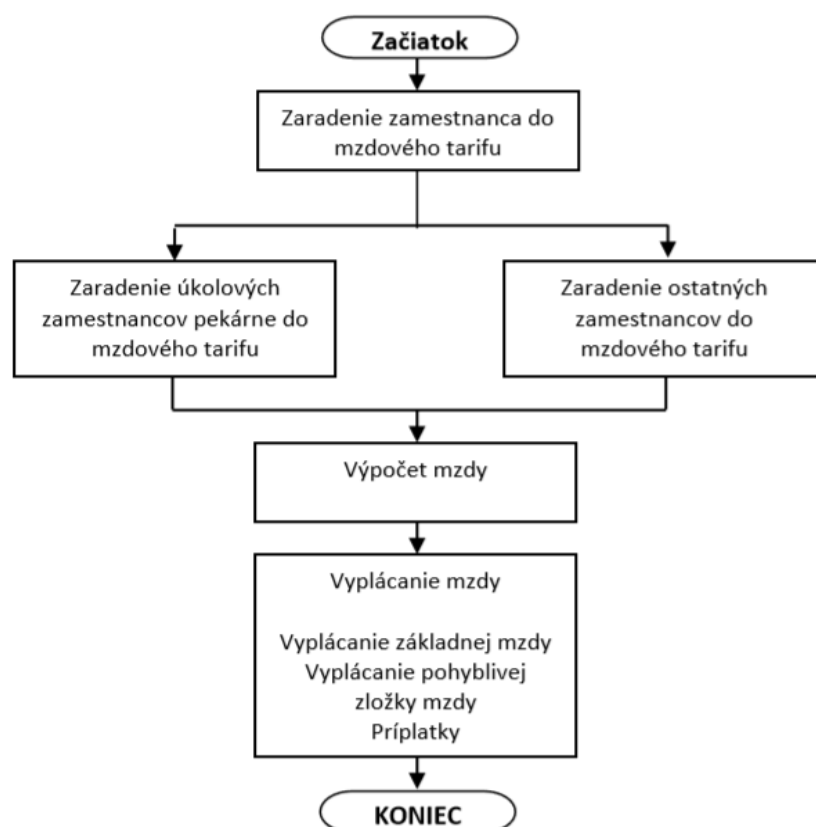 Začiatok
Zaradenie zamestnanca do
mzdového tarifu
Zaradenie úkolových
zamestnancov pekárne do
mzdového tarifu
Zaradenie ostatných
zamestnancov do
mzdového tarifu
Výpočet mzdy
Vyplácanie mzdy
Vyplácanie základnej mzdy
Vyplácanie pohyblivej
zložky mzdy
Príplatky
KONIEC